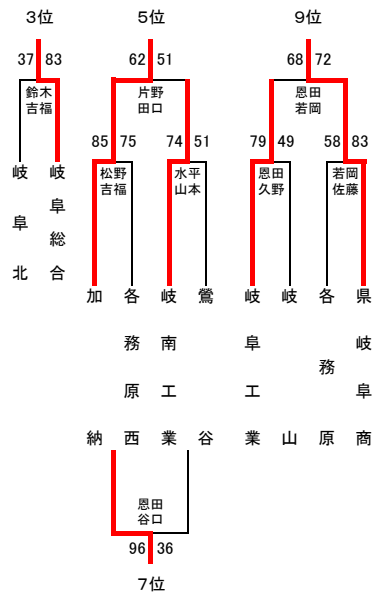 3位 5位 9位
37 83 62 51 68 72
鈴木 片野 恩田
吉福 田口 若岡
85 75 74 51 79 49 58 83
松野 水平 恩田 若岡
吉福 山本 久野 佐藤
岐阜北
岐阜総合
加納
各務原西
岐南工業
鶯谷
岐阜工業
岐山
各務原
県岐阜商
恩田
谷口
96 36
7位